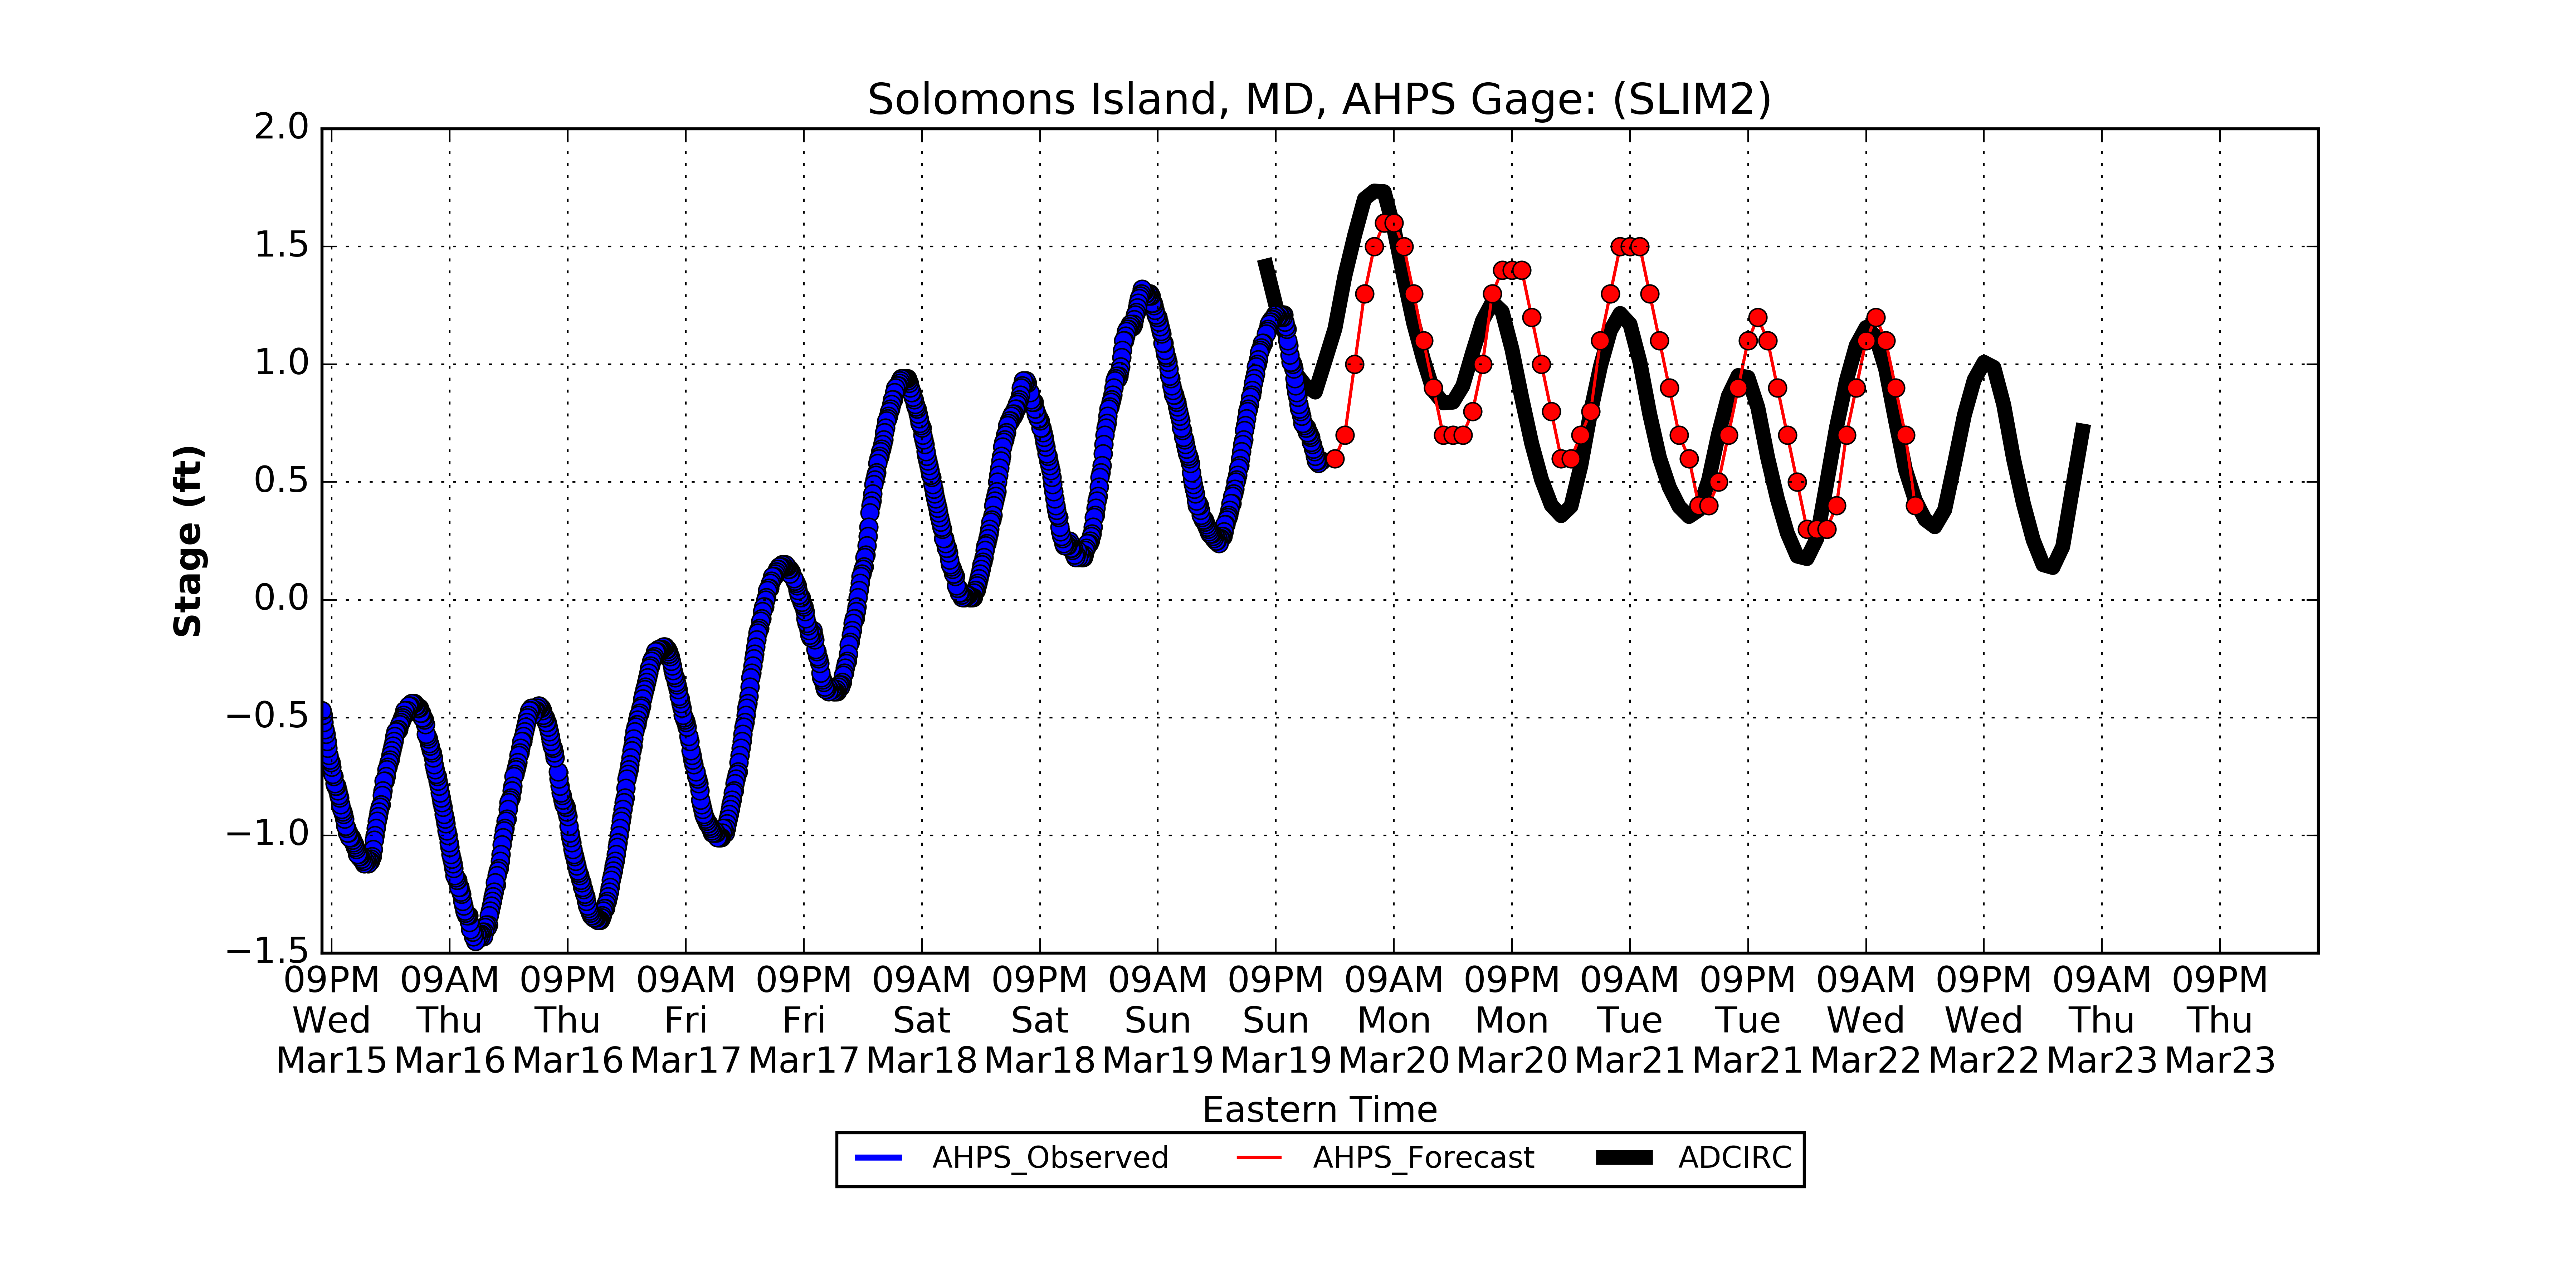 Solomons Island, MD, AHPS Gage: (SLIM2)
2.0
1.5
1.0
0.5
0.0
−0.5
−1.0
−1.5
Stage (ft)
09PM 09AM 09PM 09AM 09PM 09AM 09PM 09AM 09PM 09AM 09PM 09AM 09PM 09AM 09PM 09AM 09PM
Wed Thu Thu Fri Fri Sat Sat Sun Sun Mon Mon Tue Tue Wed Wed Thu Thu
Mar15 Mar16 Mar16 Mar17 Mar17 Mar18 Mar18 Mar19 Mar19 Mar20 Mar20 Mar21 Mar21 Mar22 Mar22 Mar23 Mar23
Eastern Time
AHPS_Observed AHPS_Forecast ADCIRC